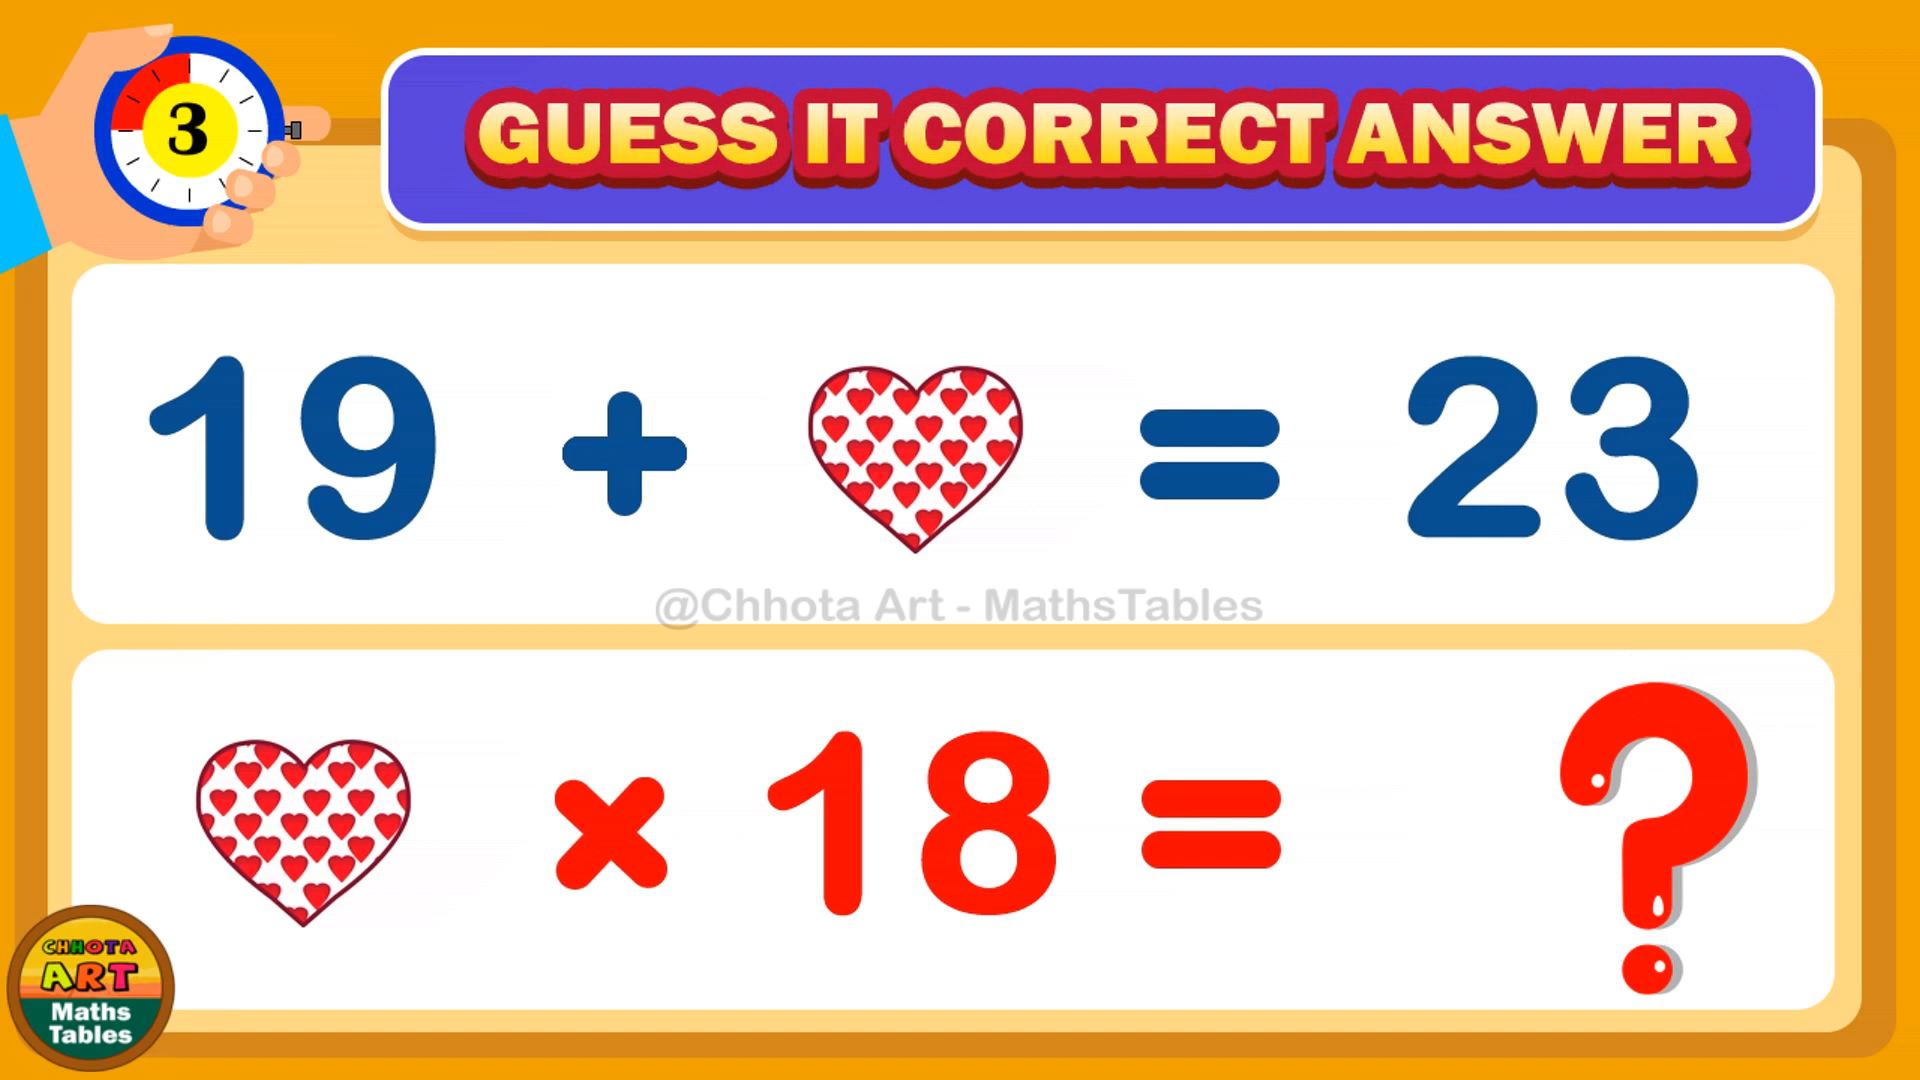 3
GUESS IT CORRECT ANSWER
19 + = 23
@Chhota Art - MathsTables
× 18 = ?
CHHOTA
ART
Maths
Tables